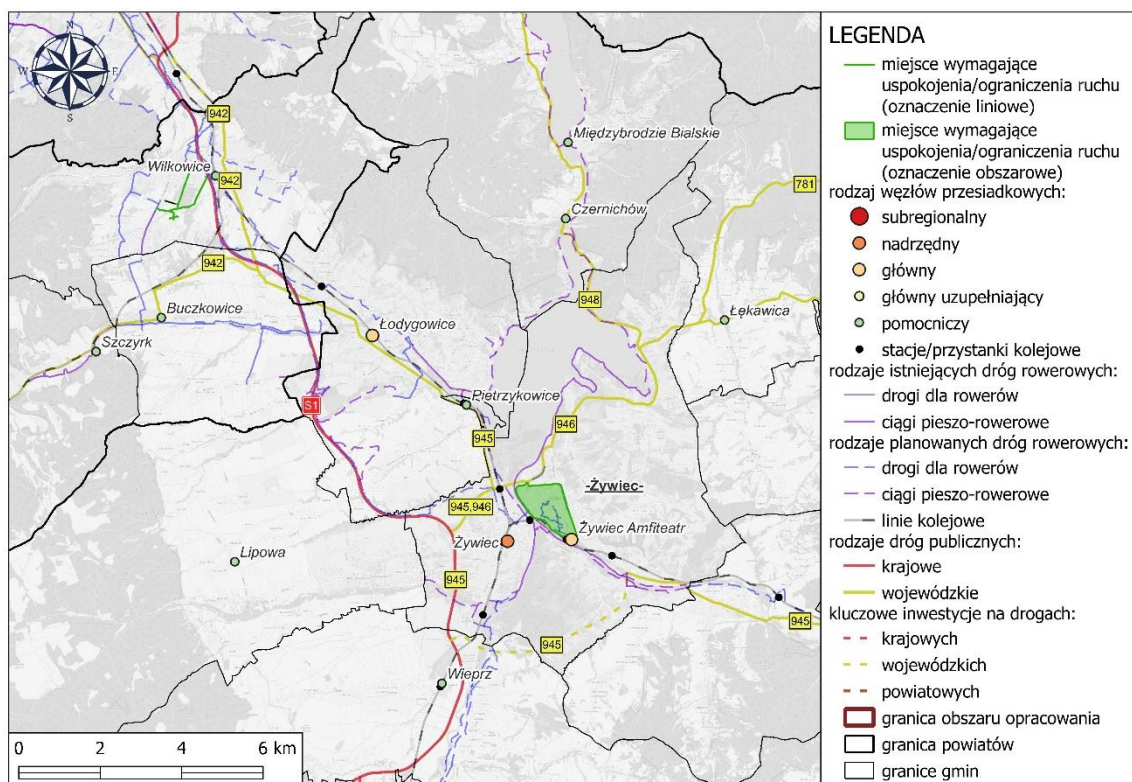 N
W
E
S
942
Międzybrodzie Bialskie
Wilkowice
942
781
Czernichów
942
948
Buczkowice
Łękawica
Łodygowice
Szczyrk
Pietrzykowice
S1
946
945
-Żywiec-
945,946
Żywiec Amfiteatr
Żywiec
Lipowa
945
945
945
Wieprz
0 2 4 6 km
LEGENDA
miejsce wymagające
uspokojenia/ograniczenia ruchu
(oznaczenie liniowe)
miejsce wymagające
uspokojenia/ograniczenia ruchu
(oznaczenie obszarowe)
rodzaj węzłów przesiadkowych:
subregionalny
nadrzędny
główny
główny uzupełniający
pomocniczy
stacje/przystanki kolejowe
rodzaje istniejących dróg rowerowych:
drogi dla rowerów
ciągi pieszo-rowerowe
rodzaje planowanych dróg rowerowych:
drogi dla rowerów
ciągi pieszo-rowerowe
linie kolejowe
rodzaje dróg publicznych:
krajowe
wojewódzkie
kluczowe inwestycje na drogach:
krajowych
wojewódzkich
powiatowych
granica obszaru opracowania
granica powiatów
granice gmin